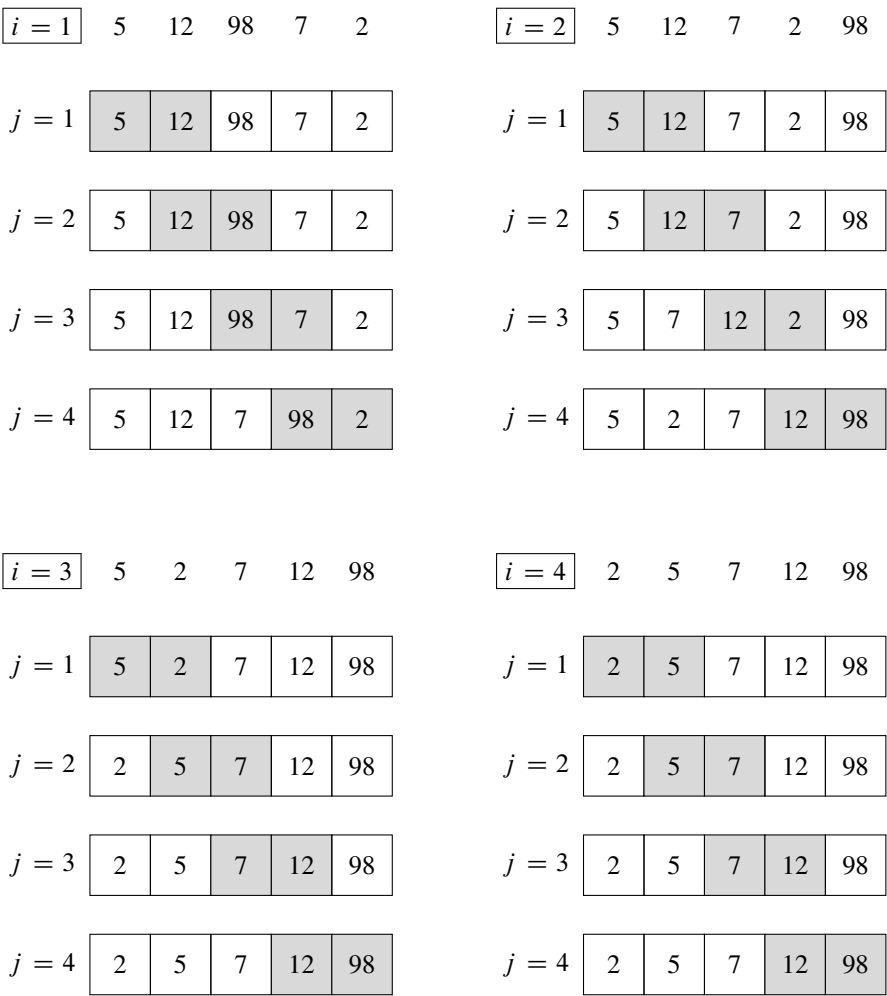 i = 1 5 12 98 7 2
j = 1 5 12 98 7 2
j = 2 5 12 98 7 2
j = 3 5 12 98 7 2
j = 4 5 12 7 98 2
i = 2 5 12 7 2 98
j = 1 5 12 7 2 98
j = 2 5 12 7 2 98
j = 3 5 7 12 2 98
j = 4 5 2 7 12 98
i = 3 5 2 7 12 98
j = 1 5 2 7 12 98
j = 2 2 5 7 12 98
j = 3 2 5 7 12 98
j = 4 2 5 7 12 98
i = 4 2 5 7 12 98
j = 1 2 5 7 12 98
j = 2 2 5 7 12 98
j = 3 2 5 7 12 98
j = 4 2 5 7 12 98